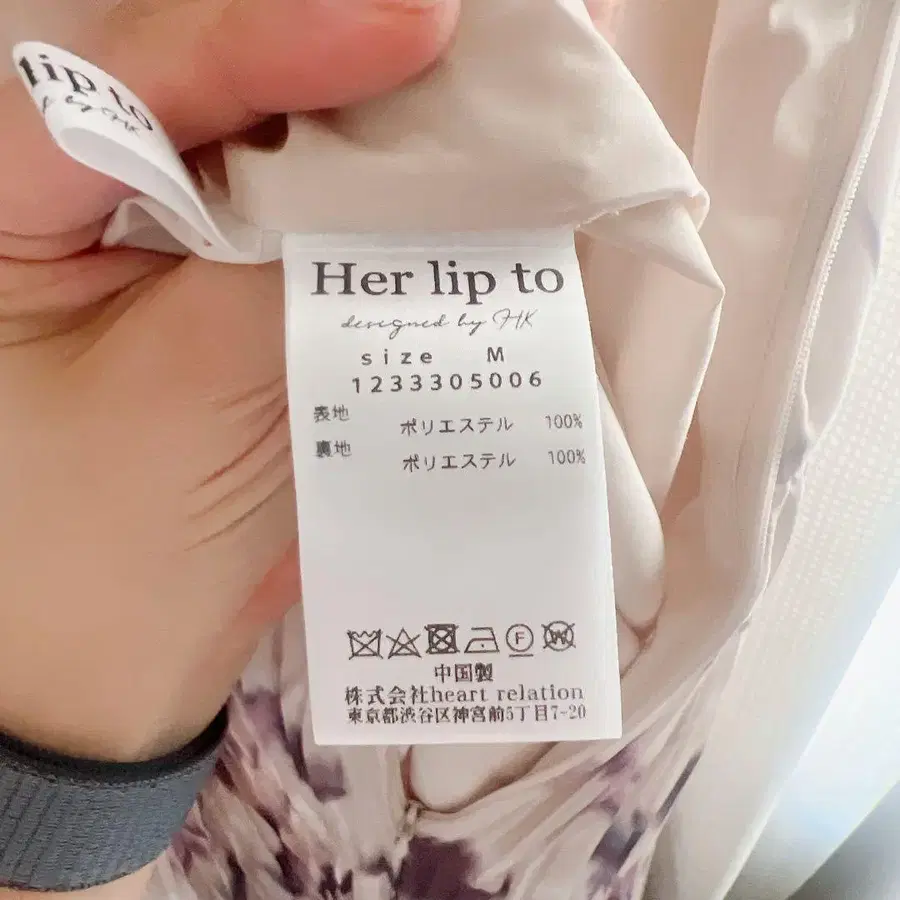 lip to
by HK
Her lip to
designed by HK
size M
1233305006
表地 ポリエステル 100%
裏地 ポリエステル 100%
F W
中国製
株式会社heart relation
東京都渋谷区神宮前5丁目7-20